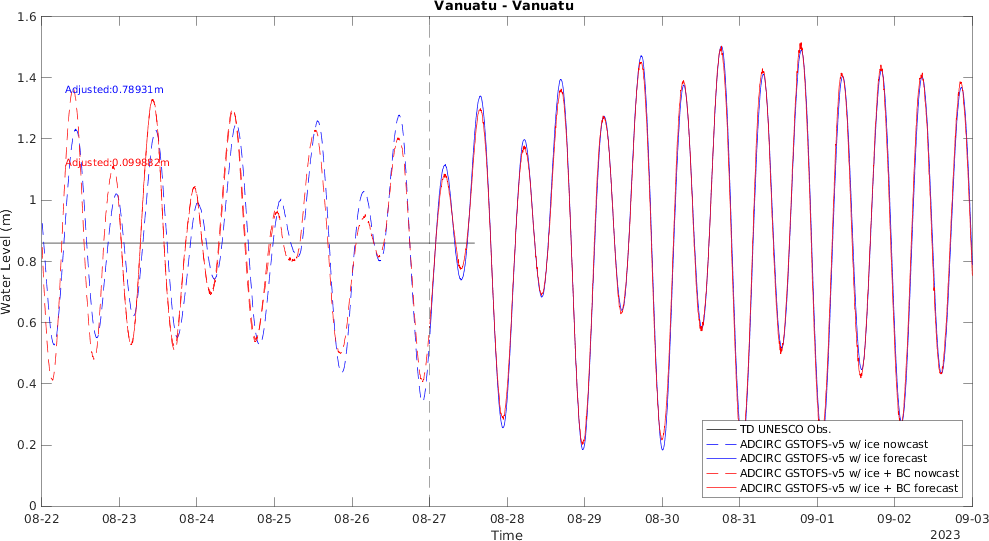 Vanuatu - Vanuatu
1.6
1.4
1.2
1
0.8
0.6
0.4
0.2
0
Water Level (m)
Adjusted:0.78931m
Adjusted:0.099882m
TD UNESCO Obs.
ADCIRC GSTOFS-v5 w/ ice nowcast
ADCIRC GSTOFS-v5 w/ ice forecast
ADCIRC GSTOFS-v5 w/ ice + BC nowcast
ADCIRC GSTOFS-v5 w/ ice + BC forecast
08-22 08-23 08-24 08-25 08-26 08-27 08-28 08-29 08-30 08-31 09-01 09-02 09-03
Time
2023